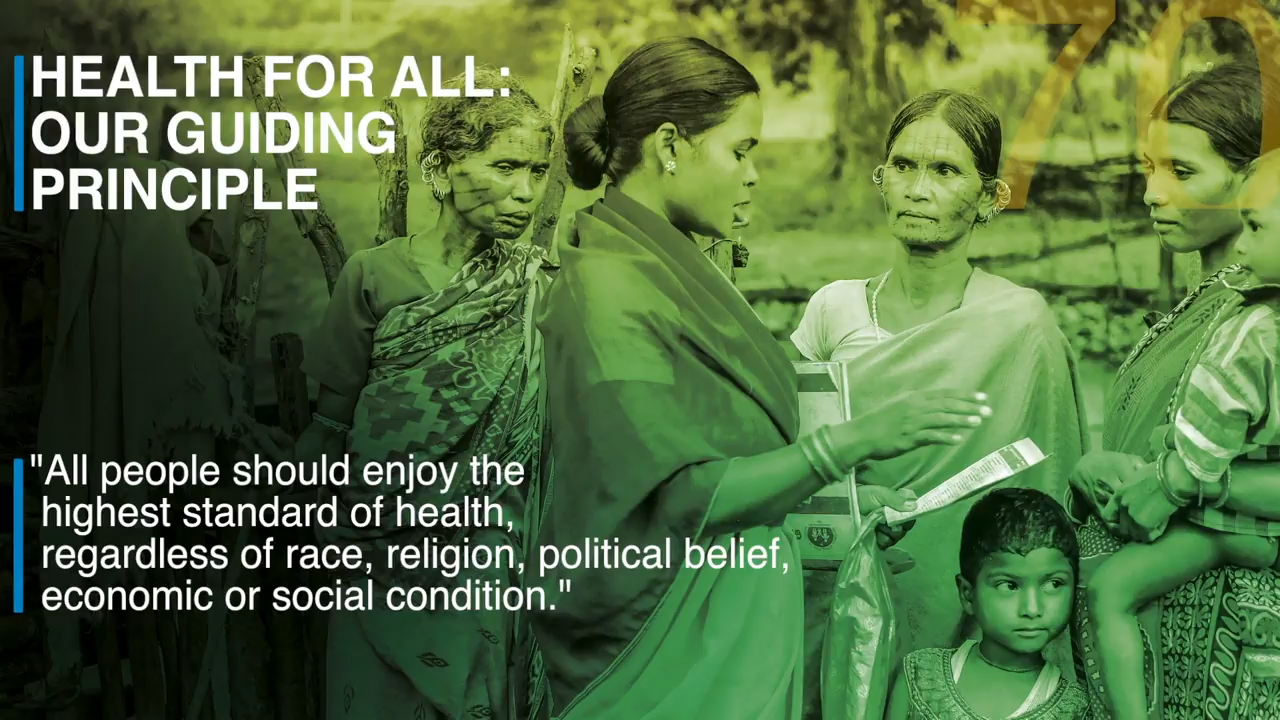 70
HEALTH FOR ALL:
OUR GUIDING
PRINCIPLE
"All people should enjoy the
highest standard of health,
regardless of race, religion, political belief,
economic or social condition."